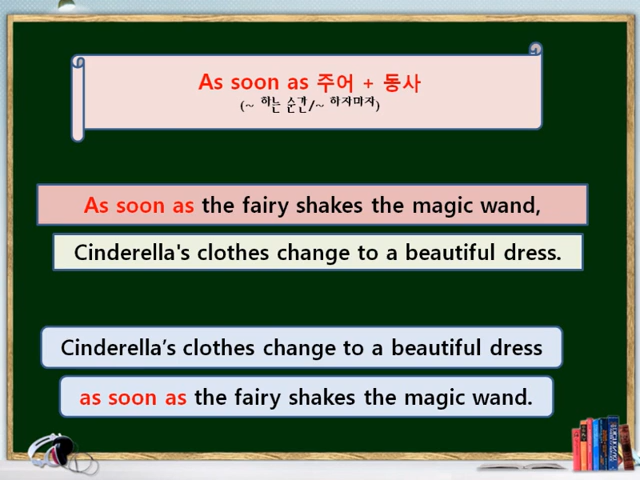 As soon as 주어 + 동사
(~ 하는 순간/~ 하자마자)
As soon as the fairy shakes the magic wand,
Cinderella's clothes change to a beautiful dress.
Cinderella’s clothes change to a beautiful dress
as soon as the fairy shakes the magic wand.